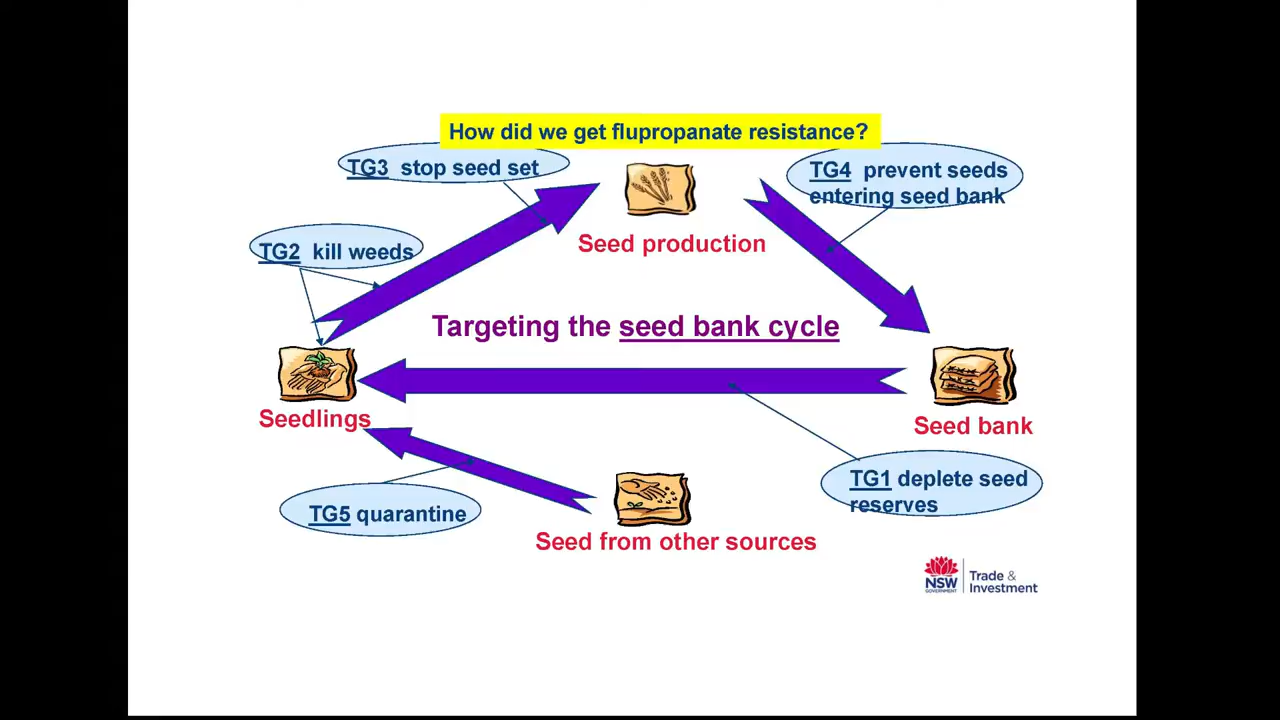 How did we get flupropanate resistance?
TG3 stop seed set
TG4 prevent seeds
entering seed bank
Seed production
TG2 kill weeds
Targeting the seed bank cycle
Seedlings
Seed bank
TG1 deplete seed
reserves
TG5 quarantine
Seed from other sources
NSW
GOVERNMENT
Trade &
Investment